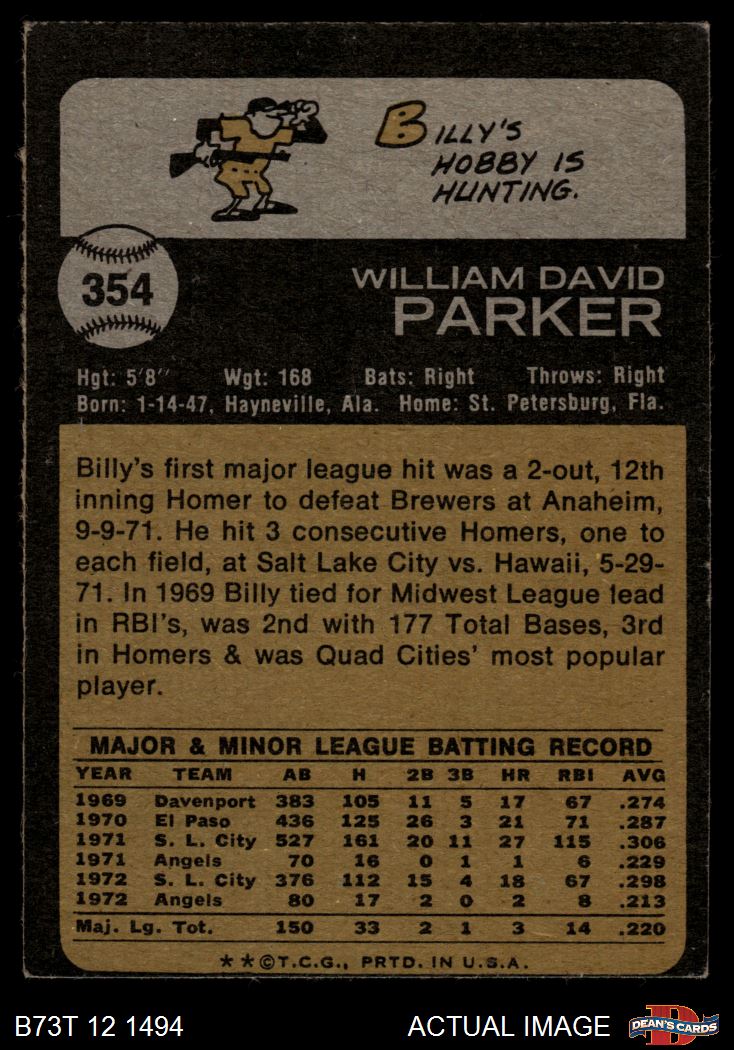 BILLY'S
HOBBY IS
HUNTING.
354
WILLIAM DAVID
PARKER
Hgt: 5'8" Wgt: 168 Bats: Right Throws: Right
Born: 1-14-47, Hayneville, Ala. Home: St. Petersburg, Fla.
Billy's first major league hit was a 2-out, 12th
inning Homer to defeat Brewers at Anaheim,
9-9-71. He hit 3 consecutive Homers, one to
each field, at Salt Lake City vs. Hawaii, 5-29-
71. In 1969 Billy tied for Midwest League lead
in RBI's, was 2nd with 177 Total Bases, 3rd
in Homers & was Quad Cities' most popular
player.
MAJOR & MINOR LEAGUE BATTING RECORD
YEAR TEAM AB H 2B 3B HR RBI AVG
1969 Davenport 383 105 11 5 17 67 .274
1970 El Paso 436 125 26 3 21 71 .287
1971 S. L. City 527 161 20 11 27 115 .306
1971 Angels 70 16 0 1 1 6 .229
1972 S. L. City 376 112 15 4 18 67 .298
1972 Angels 80 17 2 0 2 8 .213
Maj. Lg. Tot. 150 33 2 1 3 14 .220
**©T.C.G., PRTD. IN U.S.A.
B73T 12 1494 ACTUAL IMAGE D DEAN'S CARDS